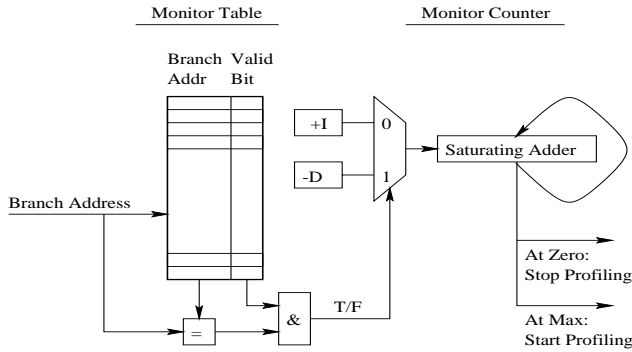 Monitor Table
Monitor Counter
Branch Addr
Valid Bit
+I
0
Saturating Adder
-D
1
Branch Address
At Zero:
Stop Profiling
T/F
&
=
At Max:
Start Profiling